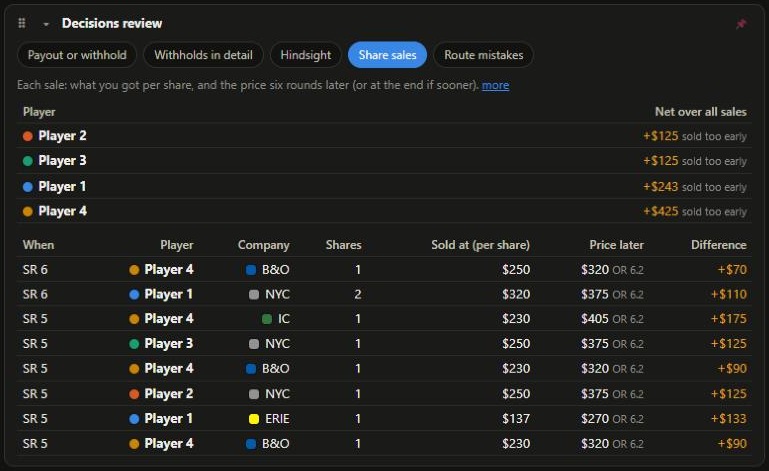 Decisions review
Payout or withhold Withholds in detail Hindsight Share sales Route mistakes
Each sale: what you got per share, and the price six rounds later (or at the end if sooner). more
Player Net over all sales
Player 2 +$125 sold too early
Player 3 +$125 sold too early
Player 1 +$243 sold too early
Player 4 +$425 sold too early
When Player Company Shares Sold at (per share) Price later Difference
SR 6 Player 4 B&O 1 $250 $320 OR 6.2 +$70
SR 6 Player 1 NYC 2 $320 $375 OR 6.2 +$110
SR 5 Player 4 IC 1 $230 $405 OR 6.2 +$175
SR 5 Player 3 NYC 1 $250 $375 OR 6.2 +$125
SR 5 Player 4 B&O 1 $230 $320 OR 6.2 +$90
SR 5 Player 2 NYC 1 $250 $375 OR 6.2 +$125
SR 5 Player 1 ERIE 1 $137 $270 OR 6.2 +$133
SR 5 Player 4 B&O 1 $230 $320 OR 6.2 +$90